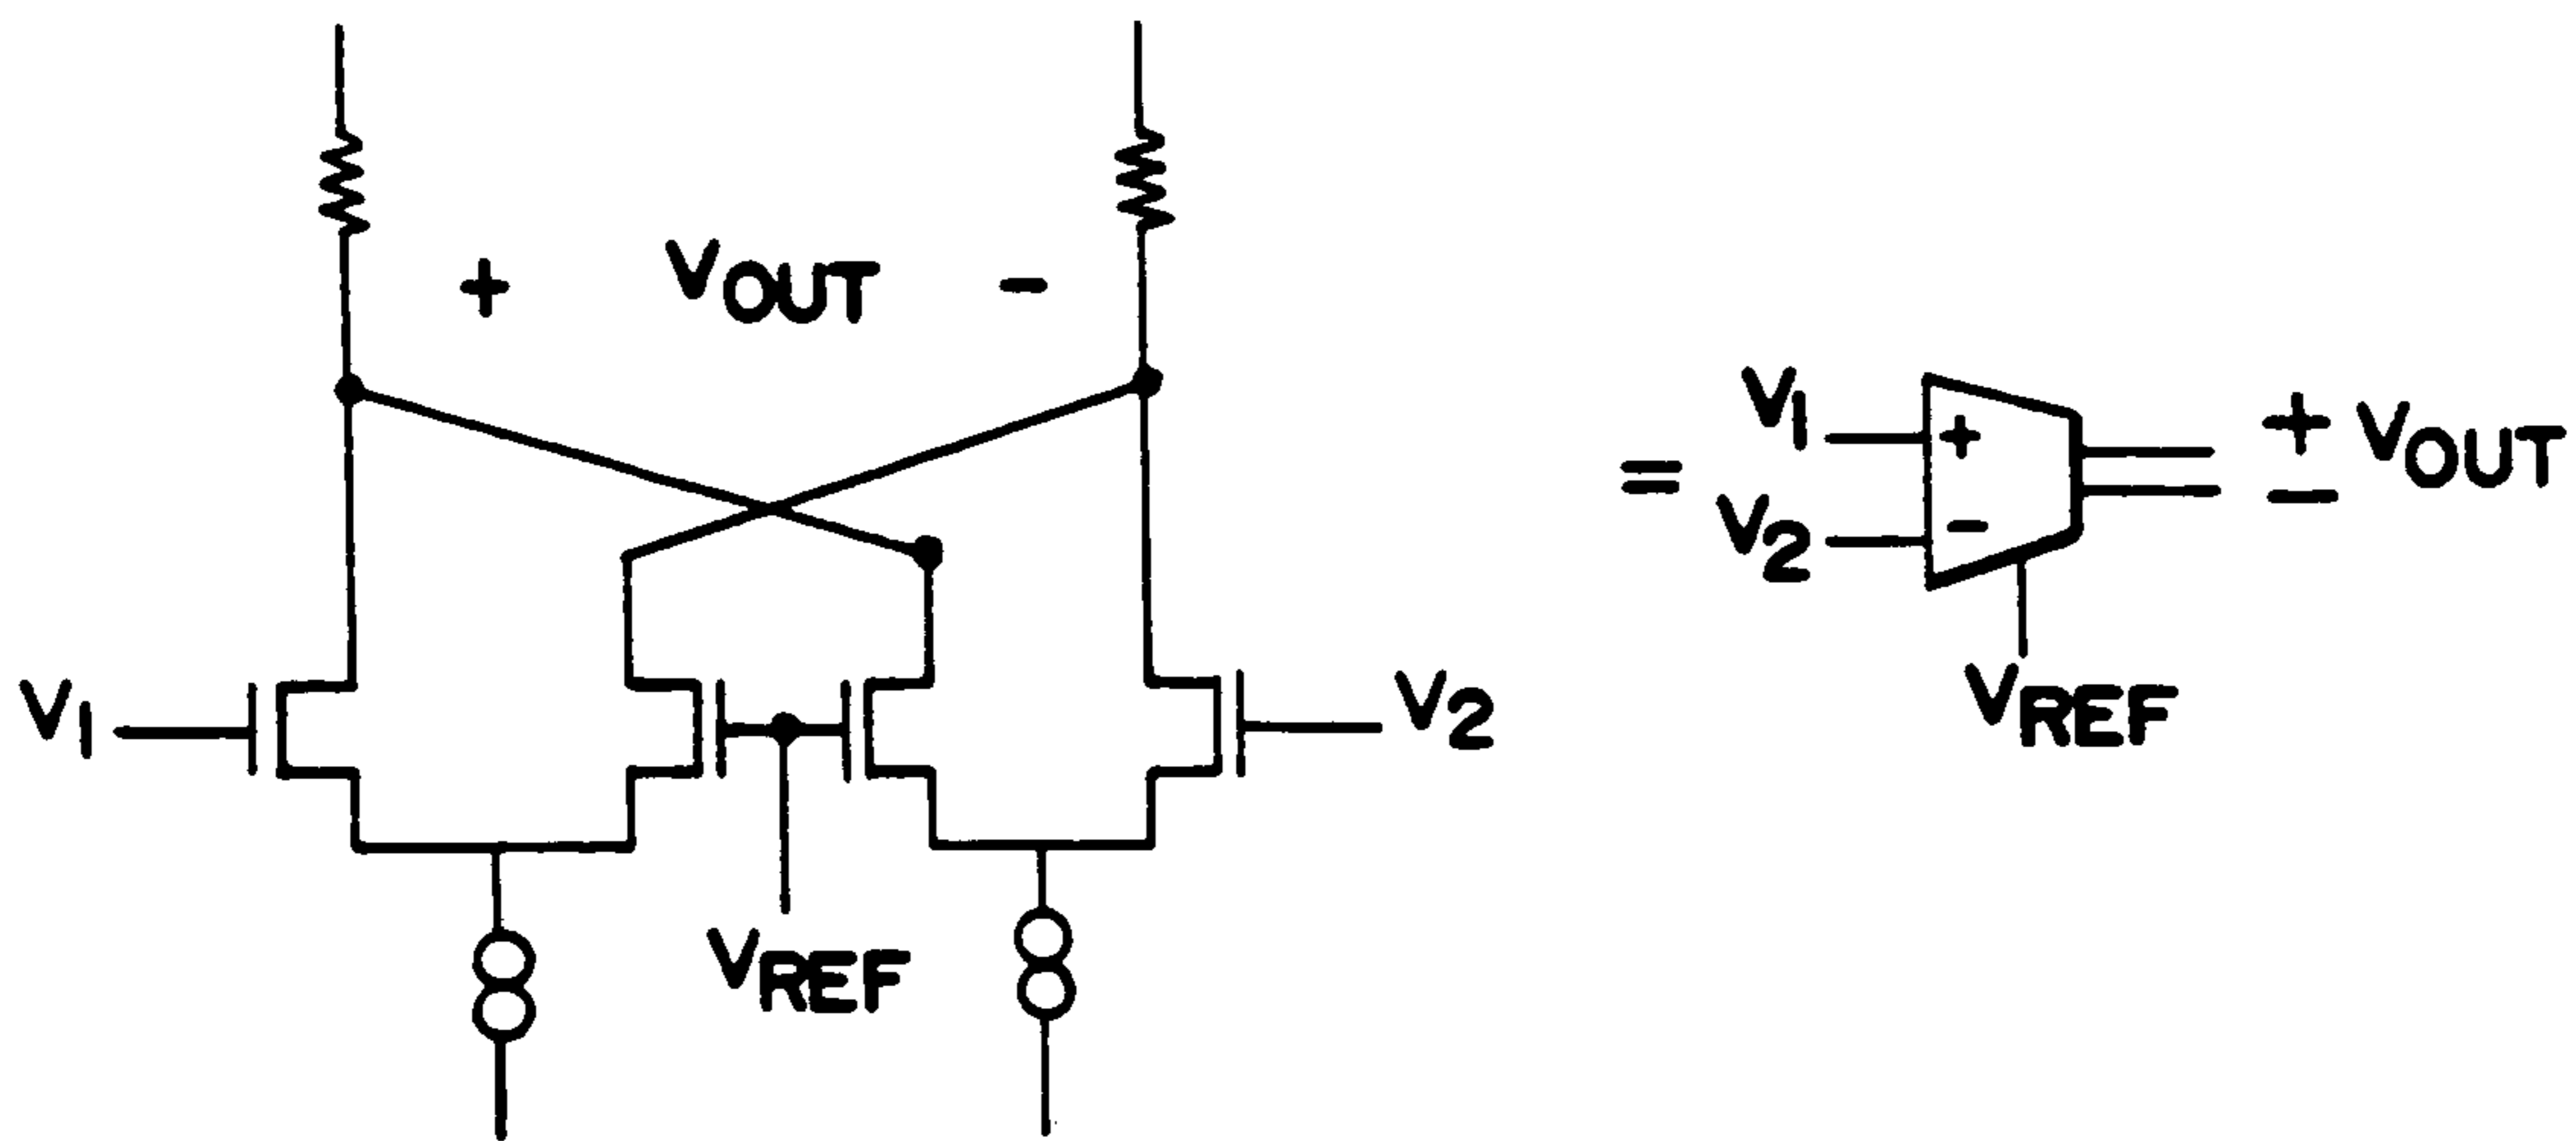 + VOUT -
V1
V2
VREF
=
V1
+
V2
-
+ VOUT
-
VREF